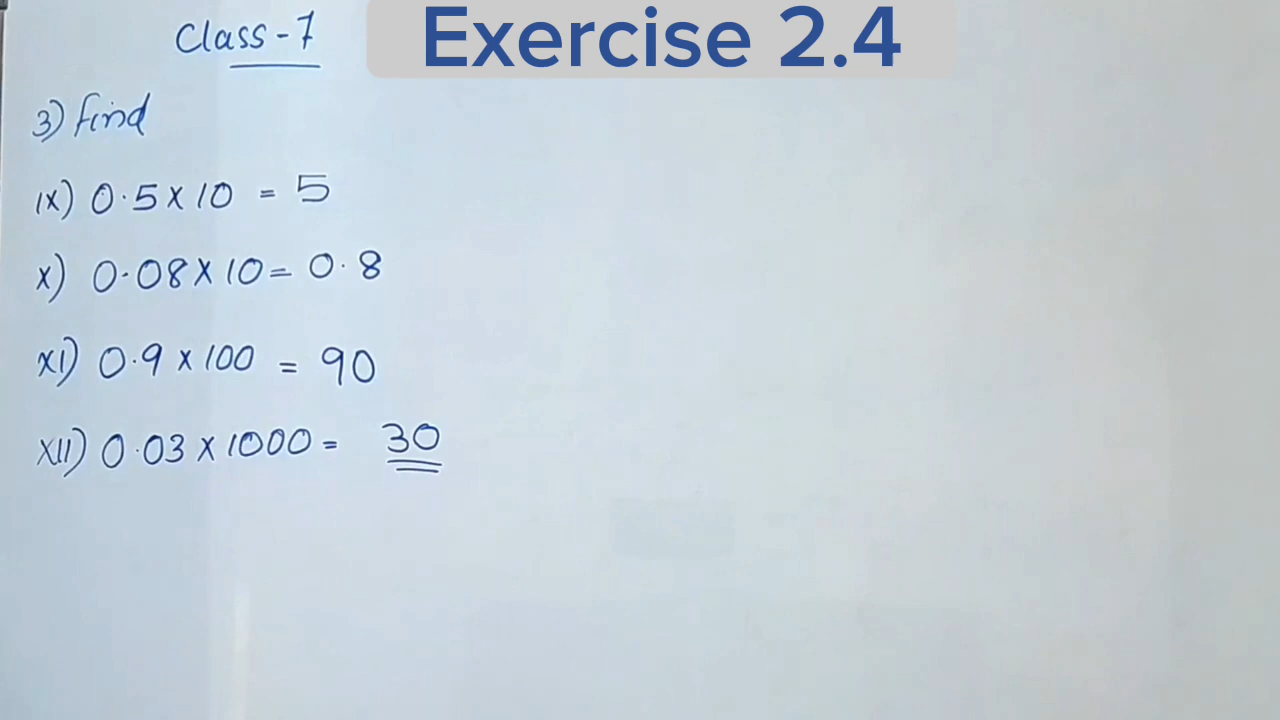 Class-7
Exercise 2.4
3) find
ix) 0.5 x 10 = 5
x) 0.08 x 10 = 0.8
xi) 0.9 x 100 = 90
xii) 0.03 x 1000 = 30